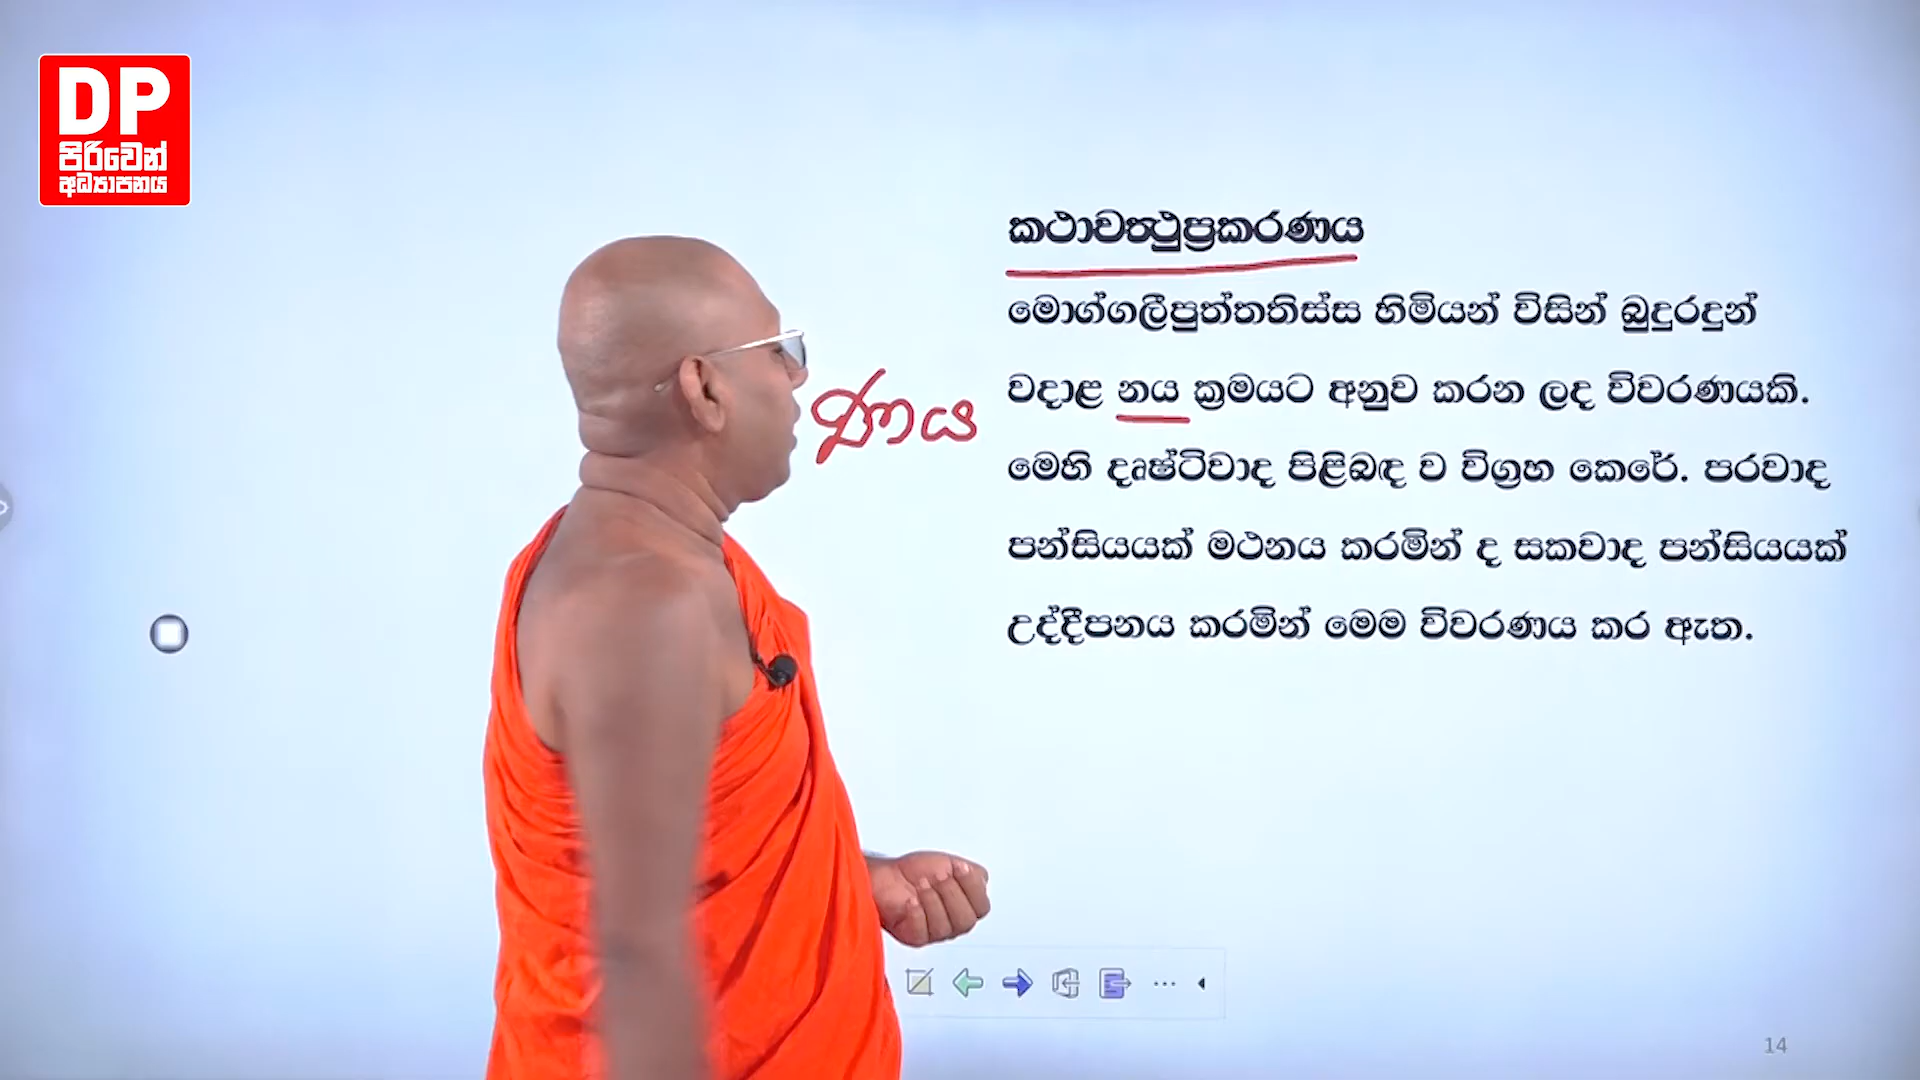 DP
පිරිවෙන්
අධ්‍යාපනය
කථාවත්ථුප්‍රකරණය
මොග්ගලීපුත්තතිස්ස හිමියන් විසින් බුදුරදුන්
වදාළ නය ක්‍රමයට අනුව කරන ලද විවරණයකි.
ණය
මෙහි දෘෂ්ටිවාද පිළිබඳ ව විග්‍රහ කෙරේ. පරවාද
පන්සියයක් මථනය කරමින් ද සකවාද පන්සියයක්
උද්දීපනය කරමින් මෙම විවරණය කර ඇත.
14